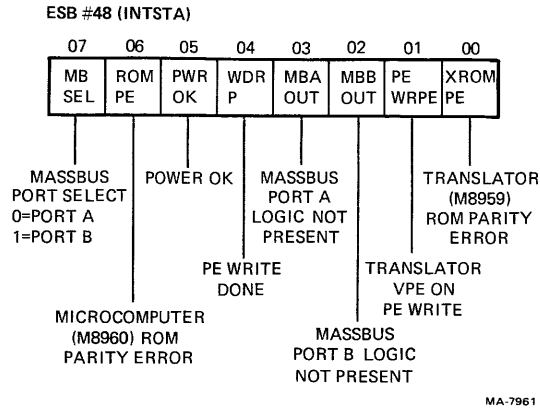 ESB #48 (INTSTA)
07 06 05 04 03 02 01 00
MB SEL
ROM PE
PWR OK
WDR P
MBA OUT
MBB OUT
PE WRPE
XROM PE
MASSBUS
PORT SELECT
0=PORT A
1=PORT B
MICROCOMPUTER
(M8960) ROM
PARITY ERROR
POWER OK
PE WRITE
DONE
MASSBUS
PORT A
LOGIC NOT
PRESENT
MASSBUS
PORT B LOGIC
NOT PRESENT
TRANSLATOR
VPE ON
PE WRITE
TRANSLATOR
(M8959)
ROM PARITY
ERROR
MA-7961